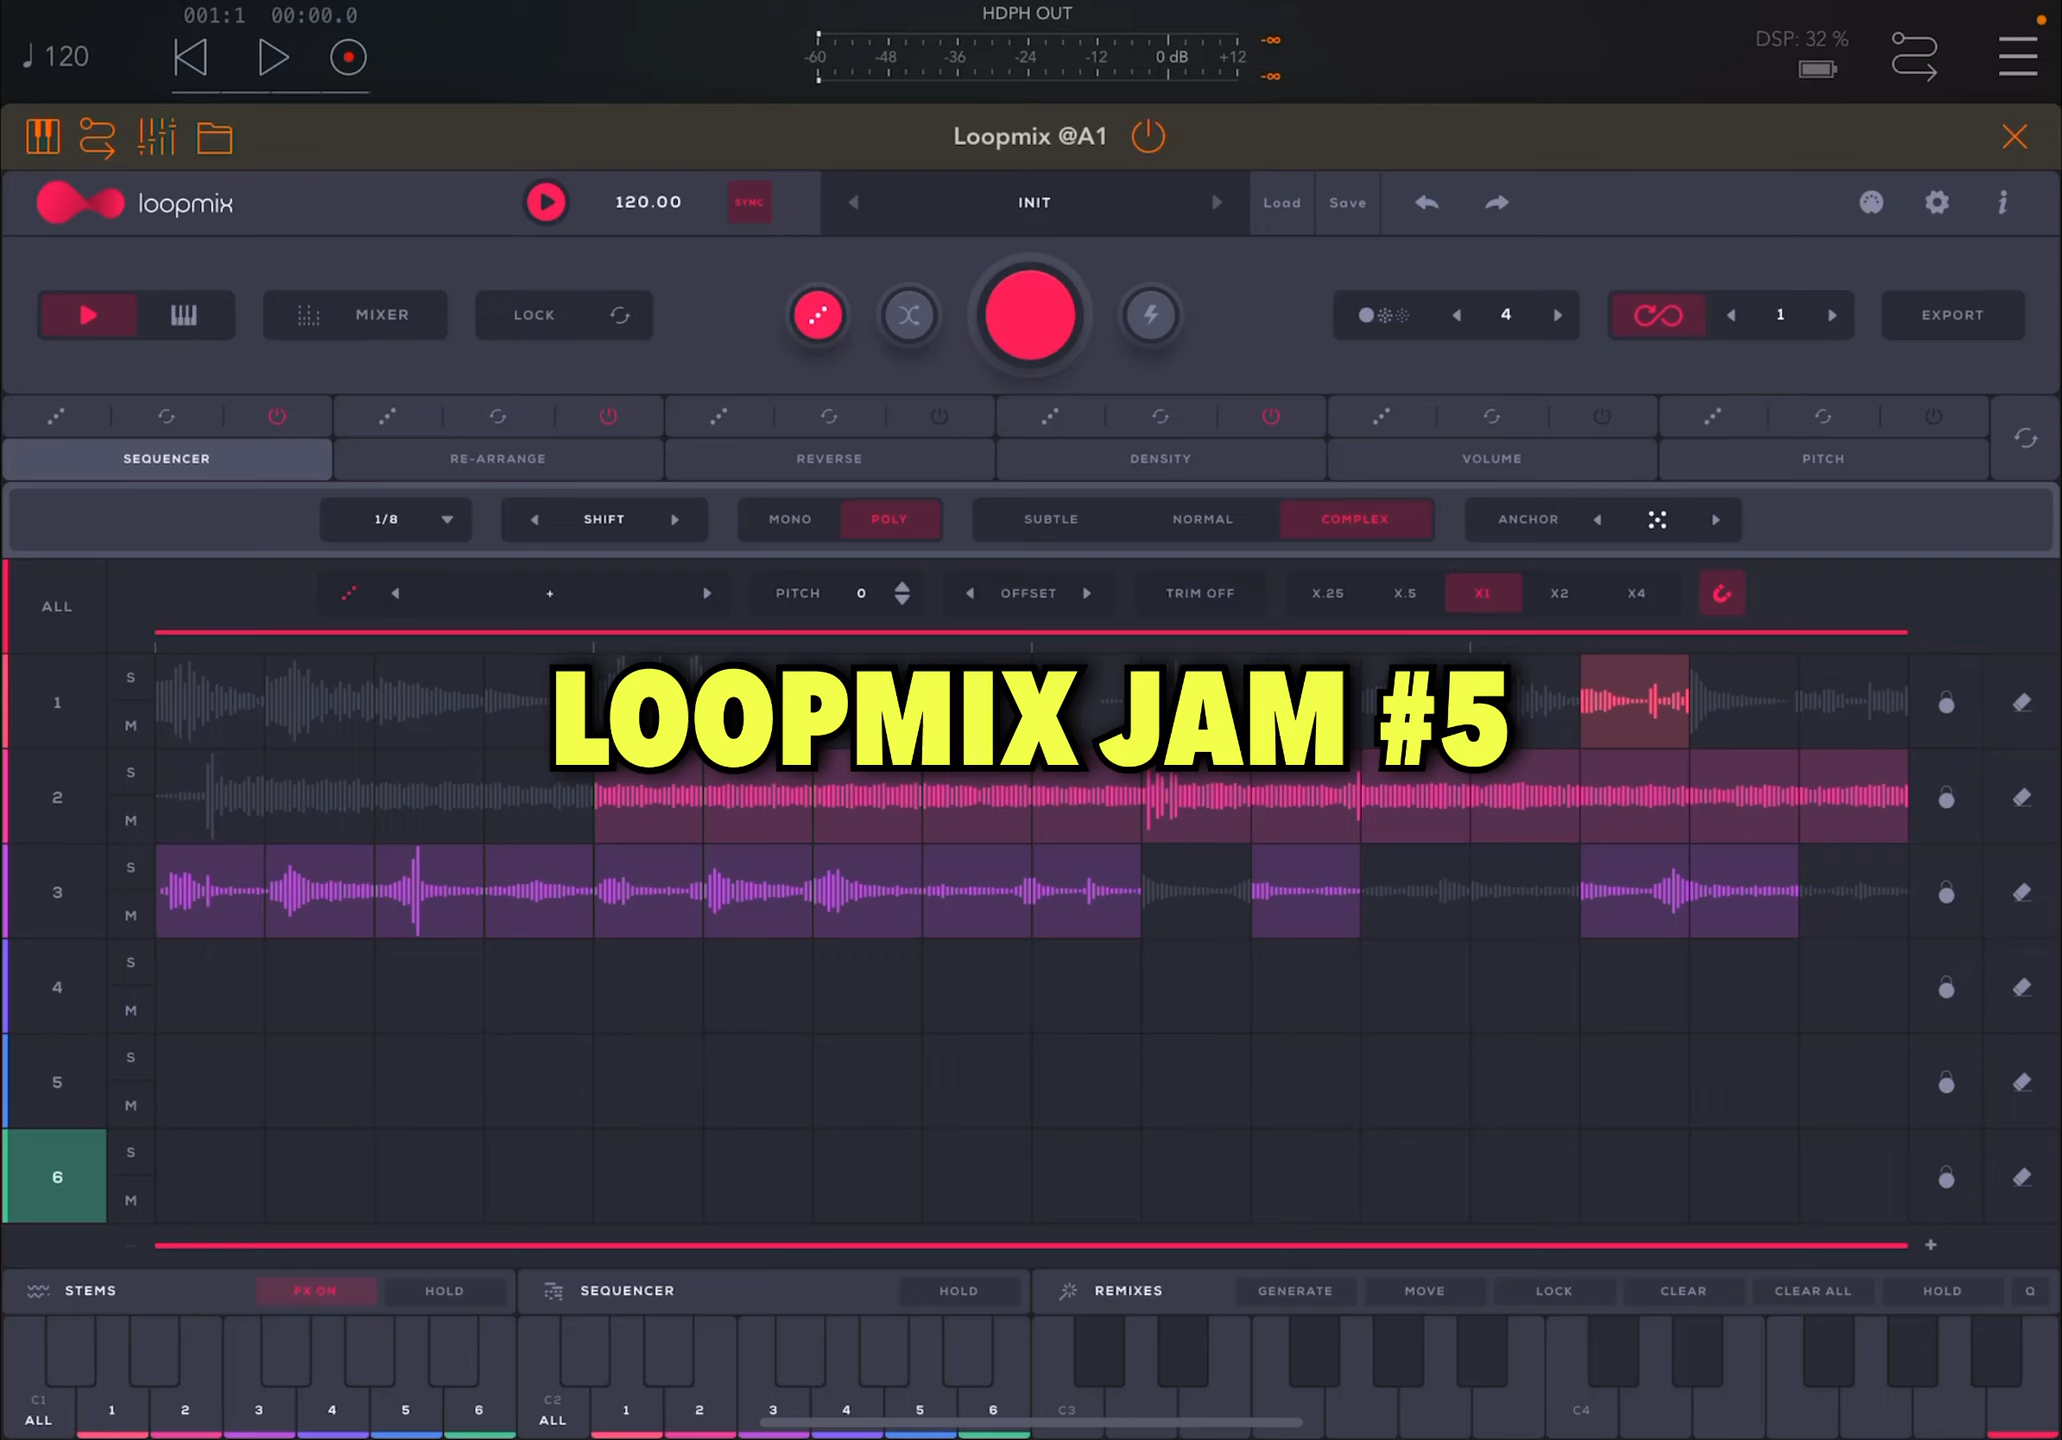 001:1 00:00.0
HDPH OUT
120
-60 -48 -36 -24 -12 0 dB +12
-∞
-∞
DSP: 32 %
Loopmix @A1
loopmix
120.00
SYNC
INIT
Load
Save
i
MIXER
LOCK
4
1
EXPORT
SEQUENCER
RE-ARRANGE
REVERSE
DENSITY
VOLUME
PITCH
1/8
SHIFT
MONO
POLY
SUBTLE
NORMAL
COMPLEX
ANCHOR
ALL
+
PITCH 0
OFFSET
TRIM OFF
X.25
X.5
X1
X2
X4
LOOPMIX JAM #5
1
S
M
2
S
M
3
S
M
4
S
M
5
S
M
6
S
M
+
STEMS
FX ON
HOLD
SEQUENCER
HOLD
REMIXES
GENERATE
MOVE
LOCK
CLEAR
CLEAR ALL
HOLD
Q
C1
ALL 1 2 3 4 5 6
C2
ALL 1 2 3 4 5 6
C3
C4